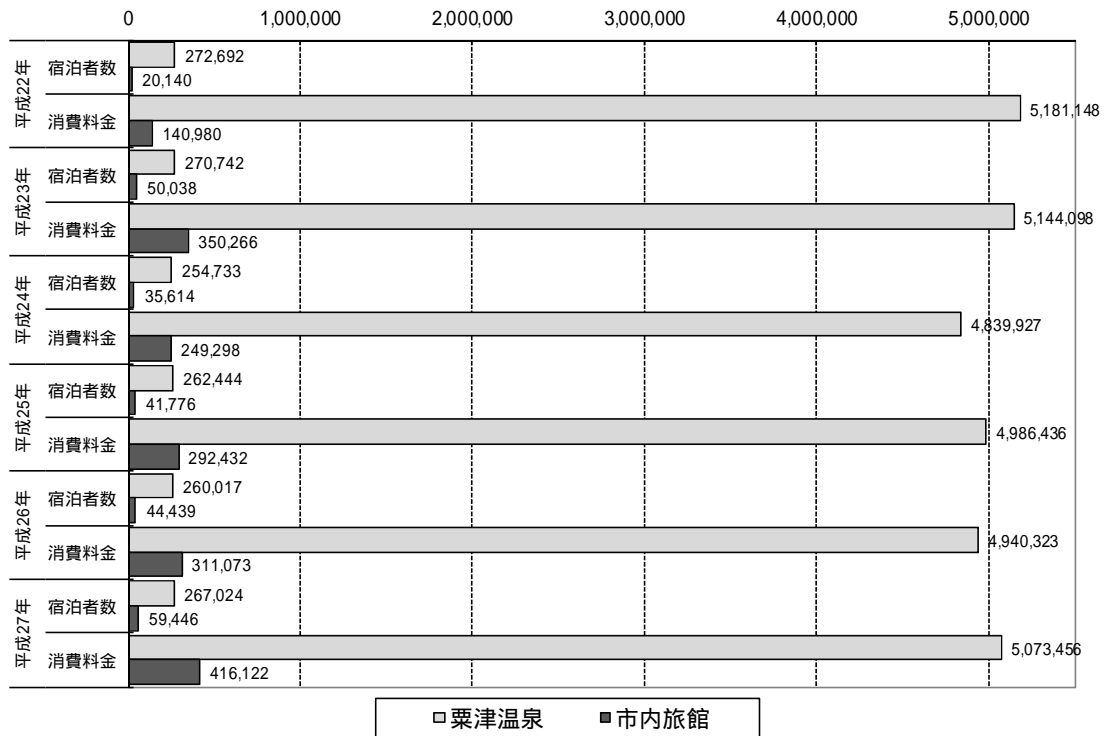 0 1,000,000 2,000,000 3,000,000 4,000,000 5,000,000
平成22年
宿泊者数
272,692
20,140
消費料金
5,181,148
140,980
平成23年
宿泊者数
270,742
50,038
消費料金
5,144,098
350,266
平成24年
宿泊者数
254,733
35,614
消費料金
4,839,927
249,298
平成25年
宿泊者数
262,444
41,776
消費料金
4,986,436
292,432
平成26年
宿泊者数
260,017
44,439
消費料金
4,940,323
311,073
平成27年
宿泊者数
267,024
59,446
消費料金
5,073,456
416,122
粟津温泉 市内旅館